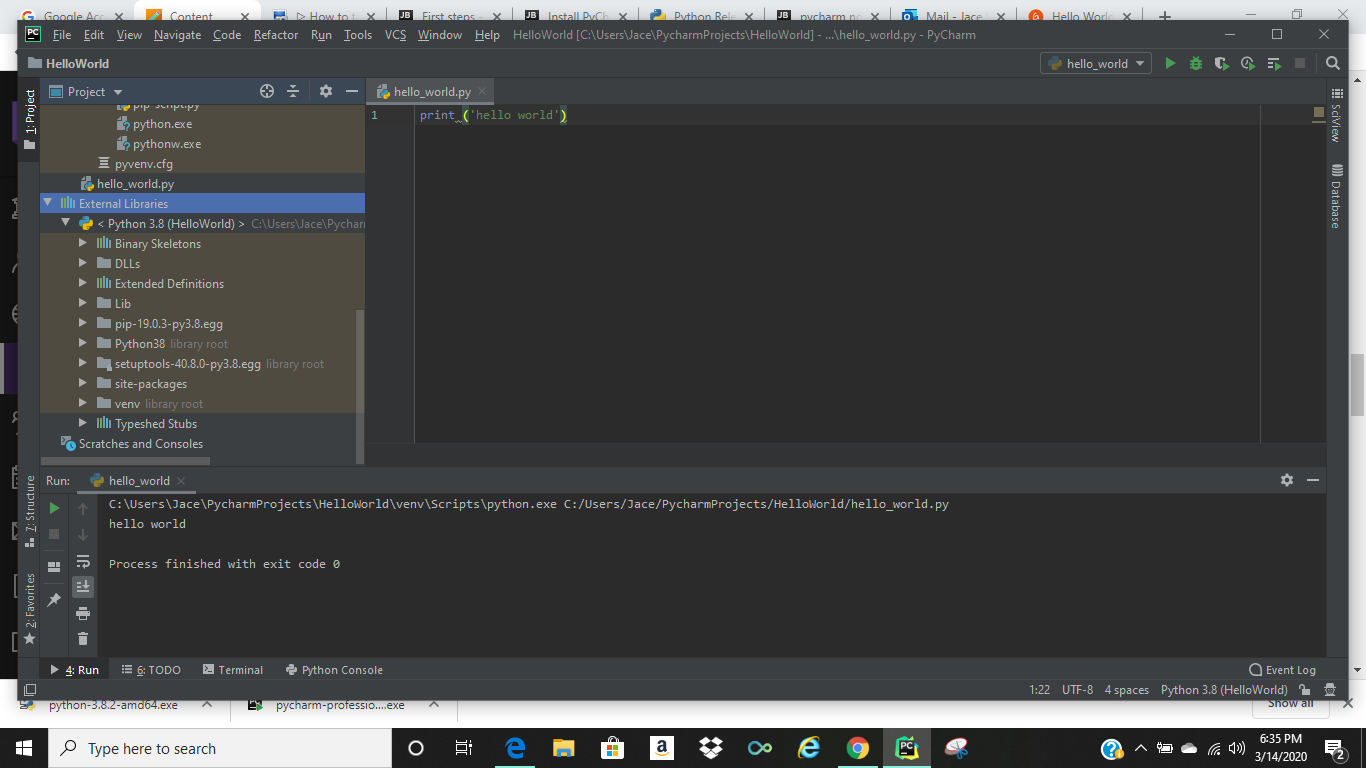 Google Acc
Content
▷ How to t
First steps -
Install PyCh
Python Rele
pycharm no
Mail - Jace
Hello World
File Edit View Navigate Code Refactor Run Tools VCS Window Help HelloWorld [C:\Users\Jace\PycharmProjects\HelloWorld] - ...\hello_world.py - PyCharm
HelloWorld
hello_world
1: Project
Project
hello_world.py
pip-script.py
python.exe
pythonw.exe
pyvenv.cfg
hello_world.py
External Libraries
< Python 3.8 (HelloWorld) > C:\Users\Jace\Pychar
Binary Skeletons
DLLs
Extended Definitions
Lib
pip-19.0.3-py3.8.egg
Python38 library root
setuptools-40.8.0-py3.8.egg library root
site-packages
venv library root
Typeshed Stubs
Scratches and Consoles
1 print ('hello world')
SciView
Database
Run: hello_world
7: Structure
2: Favorites
C:\Users\Jace\PycharmProjects\HelloWorld\venv\Scripts\python.exe C:/Users/Jace/PycharmProjects/HelloWorld/hello_world.py
hello world
Process finished with exit code 0
4: Run 6: TODO Terminal Python Console Event Log
1:22 UTF-8 4 spaces Python 3.8 (HelloWorld)
python-3.8.2-amd64.exe
pycharm-professio....exe
Show all
Type here to search
6:35 PM
3/14/2020
2